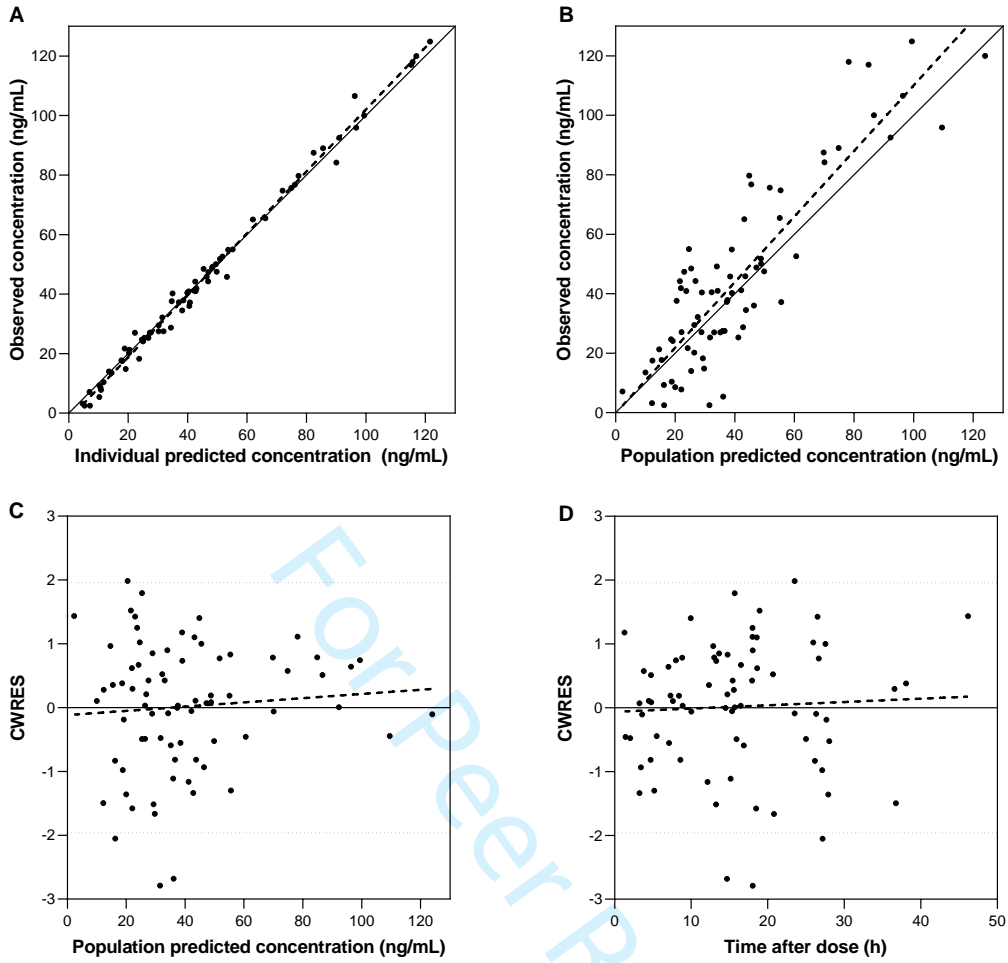 A
B
120
100
80
60
40
20
0
Observed concentration (ng/mL)
0 20 40 60 80 100 120
Individual predicted concentration (ng/mL)
120
100
80
60
40
20
0
Observed concentration (ng/mL)
0 20 40 60 80 100 120
Population predicted concentration (ng/mL)
C
D
3
2
1
0
-1
-2
-3
CWRES
0 20 40 60 80 100 120
Population predicted concentration (ng/mL)
3
2
1
0
-1
-2
-3
CWRES
0 10 20 30 40 50
Time after dose (h)
For Peer R